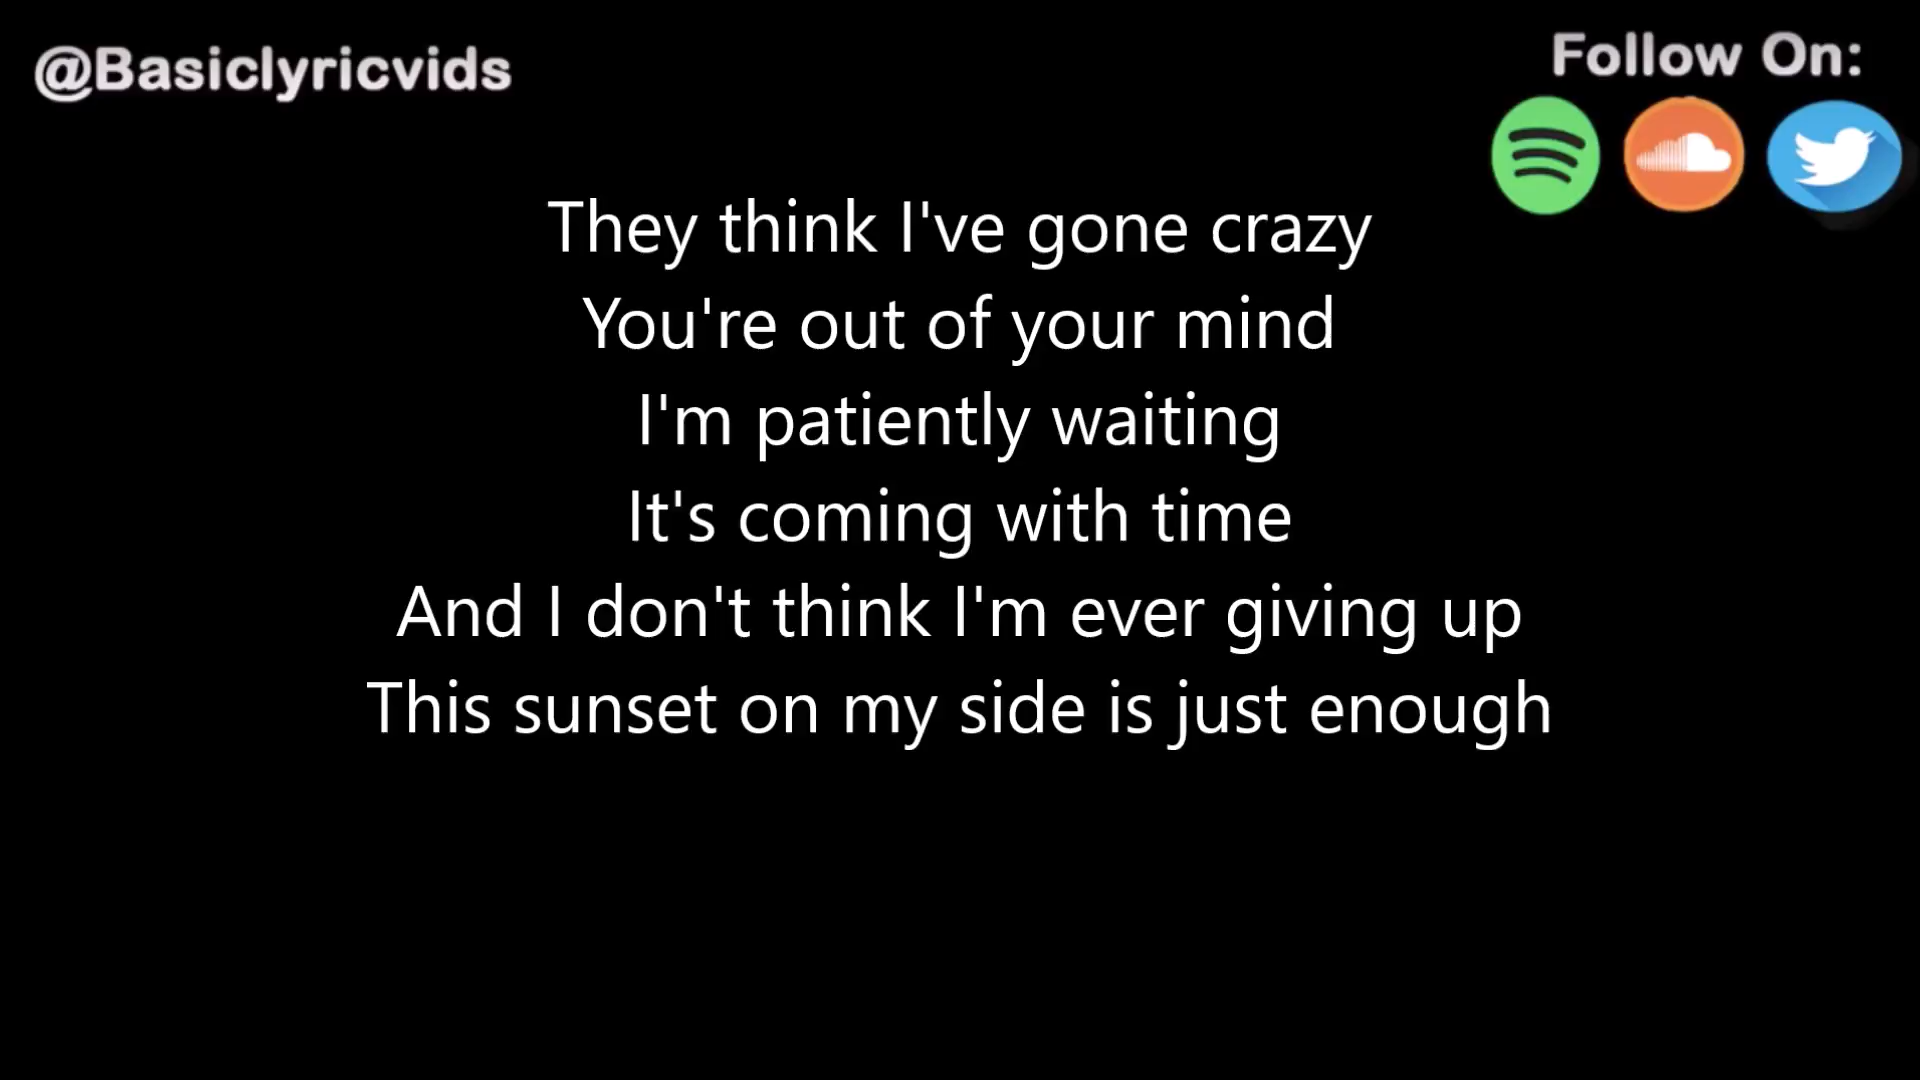 @Basiclyricvids
Follow On:
They think I've gone crazy
You're out of your mind
I'm patiently waiting
It's coming with time
And I don't think I'm ever giving up
This sunset on my side is just enough